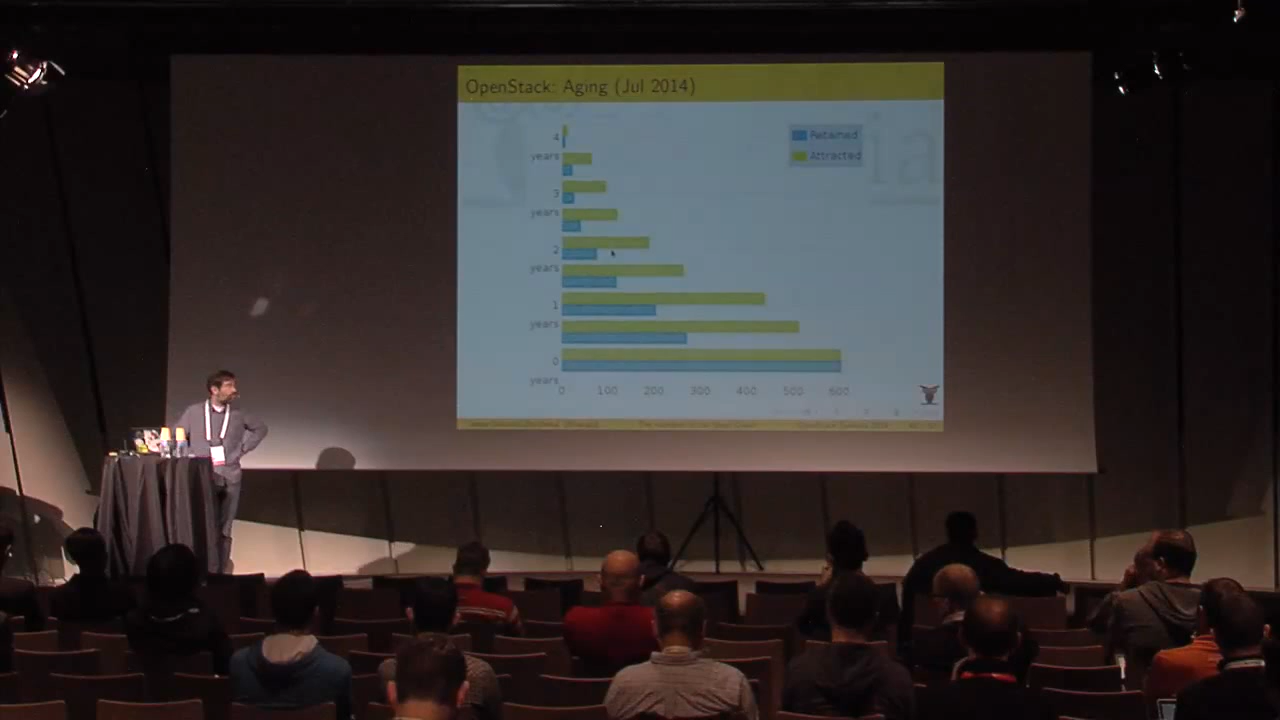 OpenStack: Aging (Jul 2014)
Retained
Attracted
4
years
3
years
2
years
1
years
0
years
0 100 200 300 400 500 600